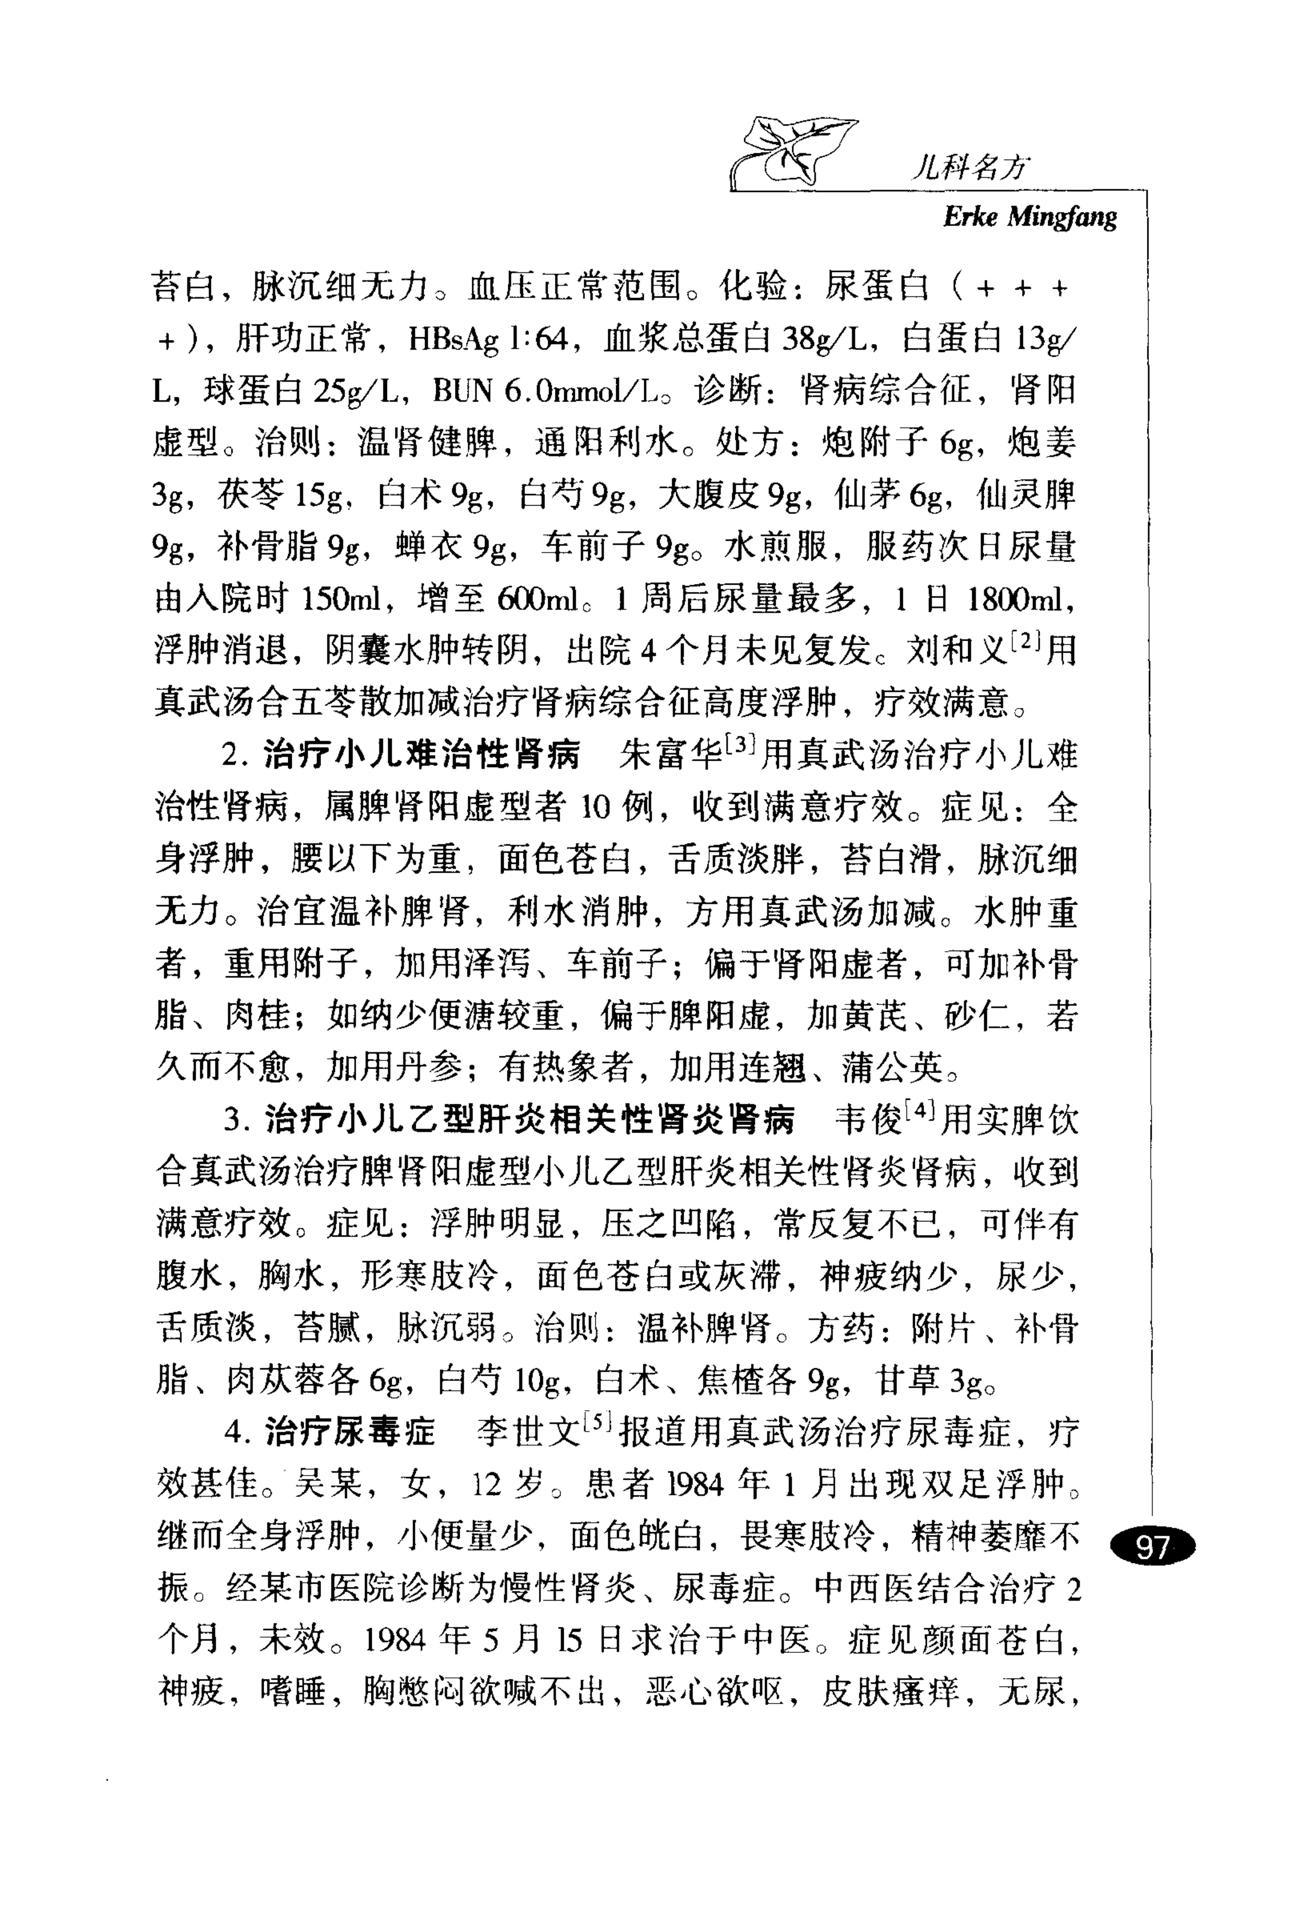 儿科名方
Erke Mingfang
苔白，脉沉细无力。血压正常范围。化验：尿蛋白（+ + +
+），肝功正常，HBsAg 1:64，血浆总蛋白 38g/L，白蛋白 13g/
L，球蛋白 25g/L，BUN 6.0mmol/L。诊断：肾病综合征，肾阳
虚型。治则：温肾健脾，通阳利水。处方：炮附子 6g，炮姜
3g，茯苓 15g，白术 9g，白芍 9g，大腹皮 9g，仙茅 6g，仙灵脾
9g，补骨脂 9g，蝉衣 9g，车前子 9g。水煎服，服药次日尿量
由入院时 150ml，增至 600ml。1 周后尿量最多，1 日 1800ml，
浮肿消退，阴囊水肿转阴，出院 4 个月未见复发。刘和义[2]用
真武汤合五苓散加减治疗肾病综合征高度浮肿，疗效满意。
2. 治疗小儿难治性肾病　朱富华[3]用真武汤治疗小儿难
治性肾病，属脾肾阳虚型者 10 例，收到满意疗效。症见：全
身浮肿，腰以下为重，面色苍白，舌质淡胖，苔白滑，脉沉细
无力。治宜温补脾肾，利水消肿，方用真武汤加减。水肿重
者，重用附子，加用泽泻、车前子；偏于肾阳虚者，可加补骨
脂、肉桂；如纳少便溏较重，偏于脾阳虚，加黄芪、砂仁，若
久而不愈，加用丹参；有热象者，加用连翘、蒲公英。
3. 治疗小儿乙型肝炎相关性肾炎肾病　韦俊[4]用实脾饮
合真武汤治疗脾肾阳虚型小儿乙型肝炎相关性肾炎肾病，收到
满意疗效。症见：浮肿明显，压之凹陷，常反复不已，可伴有
腹水，胸水，形寒肢冷，面色苍白或灰滞，神疲纳少，尿少，
舌质淡，苔腻，脉沉弱。治则：温补脾肾。方药：附片、补骨
脂、肉苁蓉各 6g，白芍 10g，白术、焦楂各 9g，甘草 3g。
4. 治疗尿毒症　李世文[5]报道用真武汤治疗尿毒症，疗
效甚佳。吴某，女，12 岁。患者 1984 年 1 月出现双足浮肿。
继而全身浮肿，小便量少，面色㿠白，畏寒肢冷，精神萎靡不
振。经某市医院诊断为慢性肾炎、尿毒症。中西医结合治疗 2
个月，未效。1984 年 5 月 15 日求治于中医。症见颜面苍白，
神疲，嗜睡，胸憋闷欲喊不出，恶心欲呕，皮肤瘙痒，无尿，
97